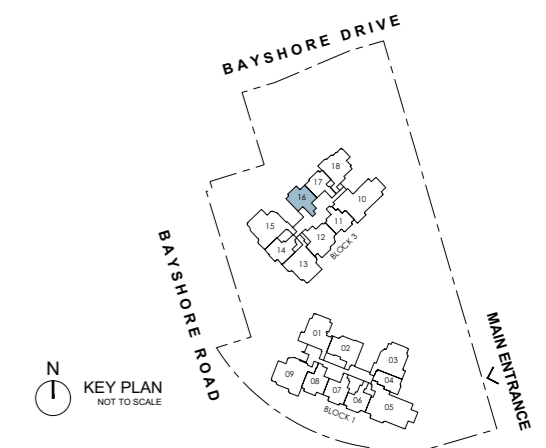 BAYSHORE DRIVE
18
17
16
10
15
11
12
14
13
BLOCK 3
BAYSHORE ROAD
MAIN ENTRANCE
01
02
03
09
08
07
04
06
05
BLOCK 1
N
KEY PLAN
NOT TO SCALE